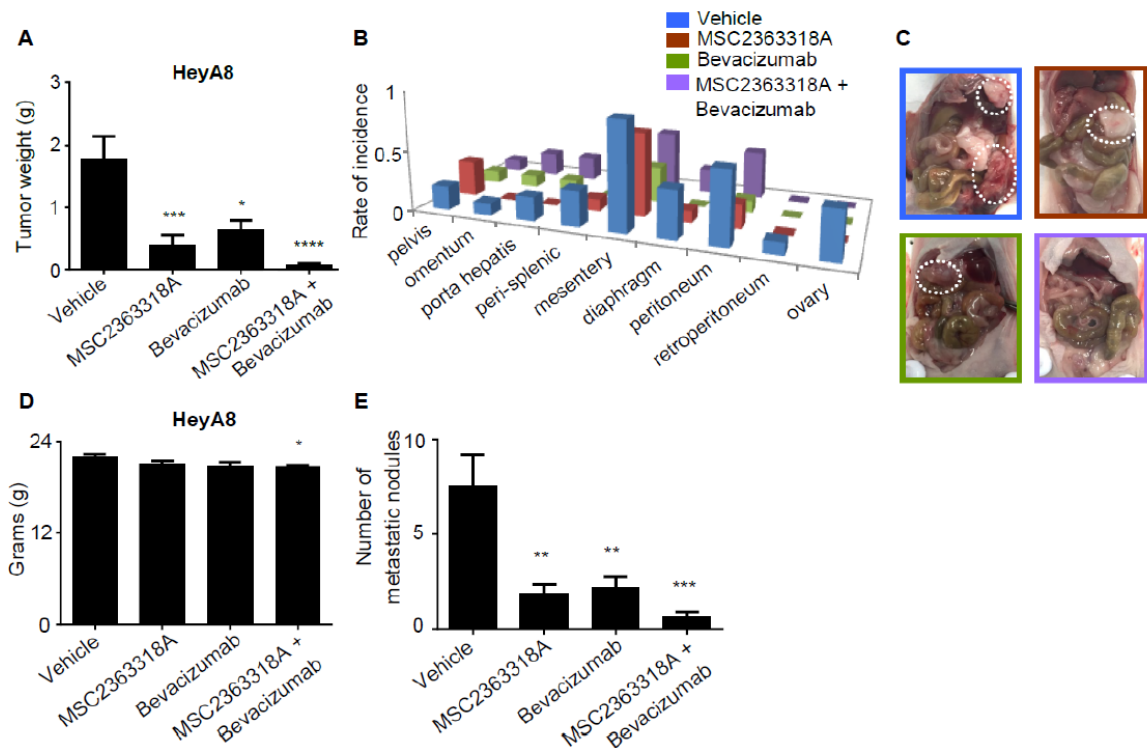 A
HeyA8
Tumor weight (g)
3
2
1
0
***
*
****
Vehicle
MSC2363318A
Bevacizumab
MSC2363318A +
Bevacizumab
B
Vehicle
MSC2363318A
Bevacizumab
MSC2363318A +
Bevacizumab
Rate of incidence
1
0.5
0
pelvis
omentum
porta hepatis
peri-splenic
mesentery
diaphragm
peritoneum
retroperitoneum
ovary
C
D
HeyA8
Grams (g)
24
12
0
*
Vehicle
MSC2363318A
Bevacizumab
MSC2363318A +
Bevacizumab
E
Number of
metastatic nodules
10
5
0
**
**
***
Vehicle
MSC2363318A
Bevacizumab
MSC2363318A +
Bevacizumab